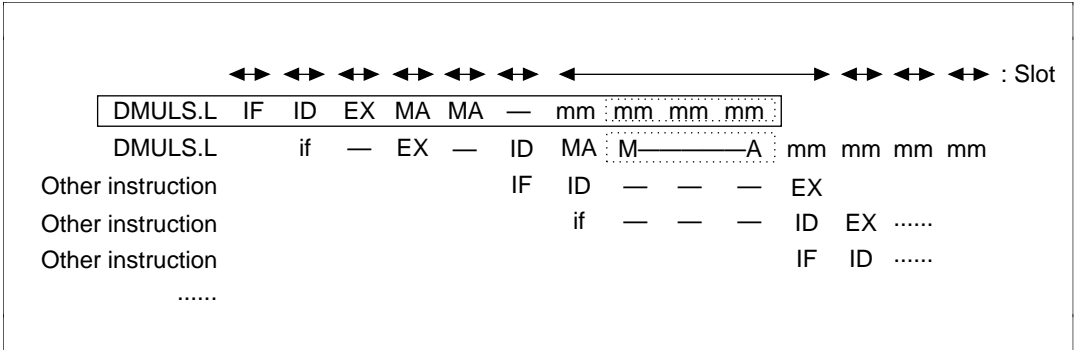 : Slot
DMULS.L IF ID EX MA MA — mm mm mm mm
DMULS.L if — EX — ID MA M————A mm mm mm mm
Other instruction IF ID — — — EX
Other instruction if — — — ID EX ......
Other instruction IF ID ......
......